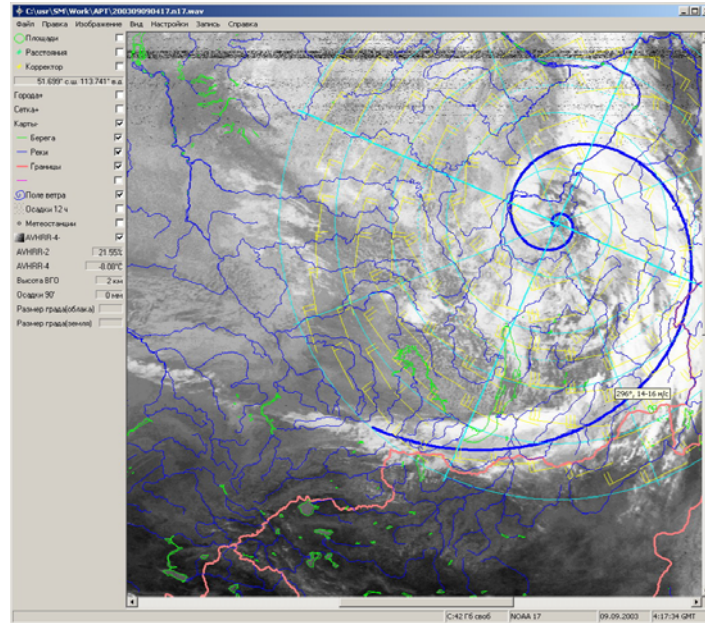 C:\usr\SM\Work\APT\200309090417.n17.wav
Файл Правка Изображение Вид Настройки Запись Справка
Площади
Расстояния
Корректор
51.699° с.ш. 113.741° в.д.
Города+
Сетка+
Карты-
Берега
Реки
Границы
Поле ветра
Осадки 12 ч
Метеостанции
AVHRR-4-
AVHRR-2 21.55%
AVHRR-4 -8.00°C
Высота ВГО 2 км
Осадки 90' 0 мм
Размер града(облака)
Размер града(земля)
296°, 14-16 м/с
C:42 Гб своб NOAA 17 09.09.2003 4:17:34 GMT